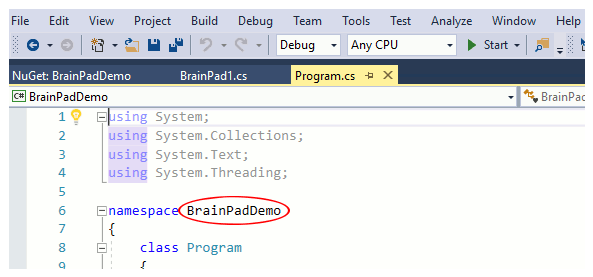 File Edit View Project Build Debug Team Tools Test Analyze Window Help
Debug Any CPU Start
NuGet: BrainPadDemo BrainPad1.cs Program.cs
C# BrainPadDemo BrainPad
1 using System;
2 using System.Collections;
3 using System.Text;
4 using System.Threading;
5
6 namespace BrainPadDemo
7 {
8 class Program
9 {